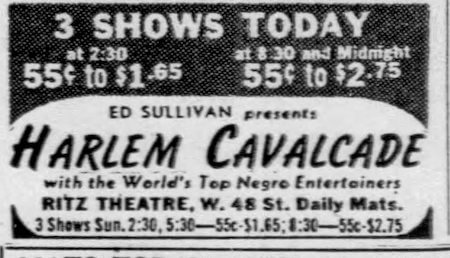 3 SHOWS TODAY
at 2:30 at 8:30 and Midnight
55¢ to $1.65 55¢ to $2.75
ED SULLIVAN presents
HARLEM CAVALCADE
with the World's Top Negro Entertainers
RITZ THEATRE, W. 48 St. Daily Mats.
3 Shows Sun. 2:30, 5:30—55c-$1.65; 8:30—55c-$2.75